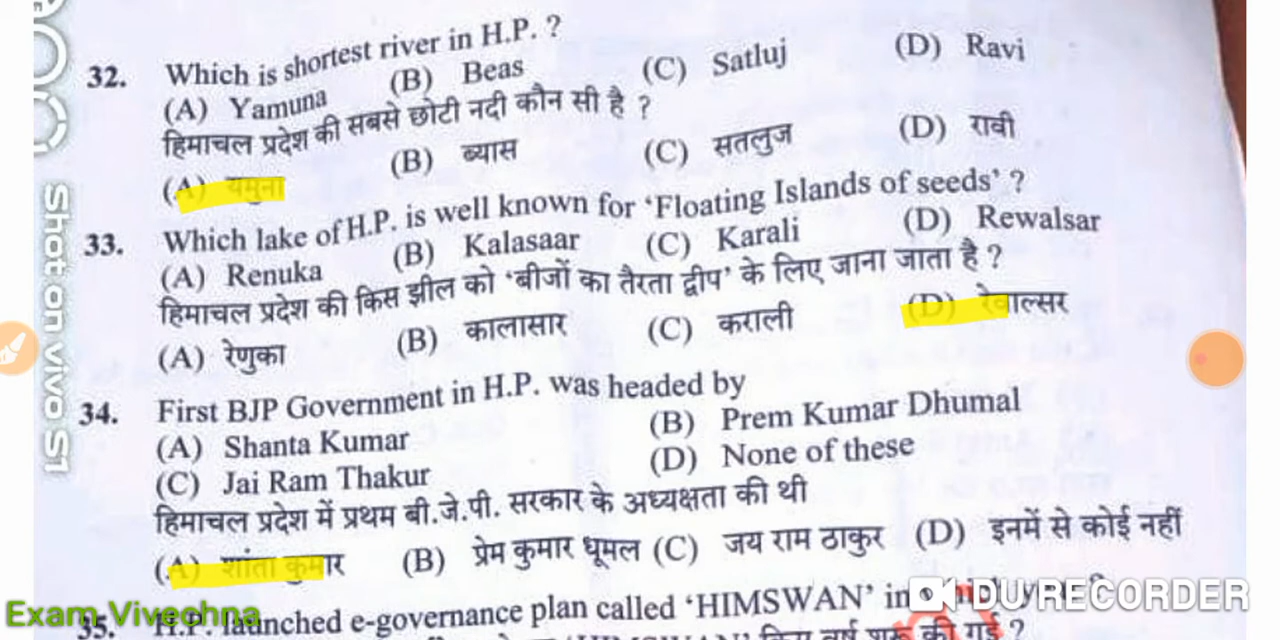 32. Which is shortest river in H.P. ?
(A) Yamuna (B) Beas (C) Satluj (D) Ravi
हिमाचल प्रदेश की सबसे छोटी नदी कौन सी है ?
(A) यमुना (B) ब्यास (C) सतलुज (D) रावी
33. Which lake of H.P. is well known for ‘Floating Islands of seeds’ ?
(A) Renuka (B) Kalasaar (C) Karali (D) Rewalsar
हिमाचल प्रदेश की किस झील को ‘बीजों का तैरता द्वीप’ के लिए जाना जाता है ?
(A) रेणुका (B) कालासार (C) कराली (D) रेवाल्सर
34. First BJP Government in H.P. was headed by
(A) Shanta Kumar (B) Prem Kumar Dhumal
(C) Jai Ram Thakur (D) None of these
हिमाचल प्रदेश में प्रथम बी.जे.पी. सरकार के अध्यक्षता की थी
(A) शांता कुमार (B) प्रेम कुमार धूमल (C) जय राम ठाकुर (D) इनमें से कोई नहीं
35. H.P. launched e-governance plan called ‘HIMSWAN’ in
किस वर्ष शुरू की गई ?
Shot on vivo S1
Exam Vivechna
DU RECORDER